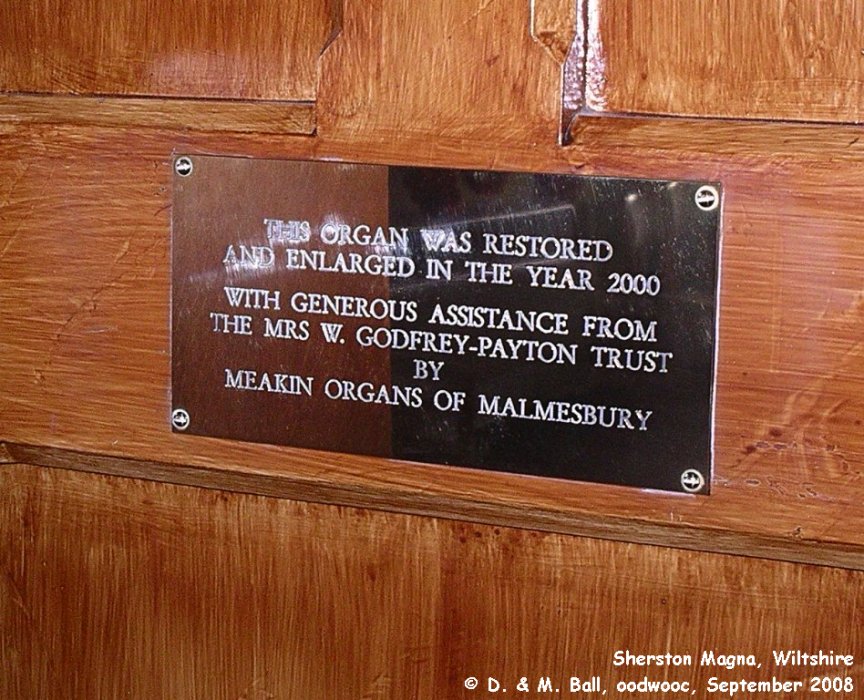 THIS ORGAN WAS RESTORED
AND ENLARGED IN THE YEAR 2000
WITH GENEROUS ASSISTANCE FROM
THE MRS W. GODFREY-PAYTON TRUST
BY
MEAKIN ORGANS OF MALMESBURY
Sherston Magna, Wiltshire
© D. & M. Ball, oodwooc, September 2008